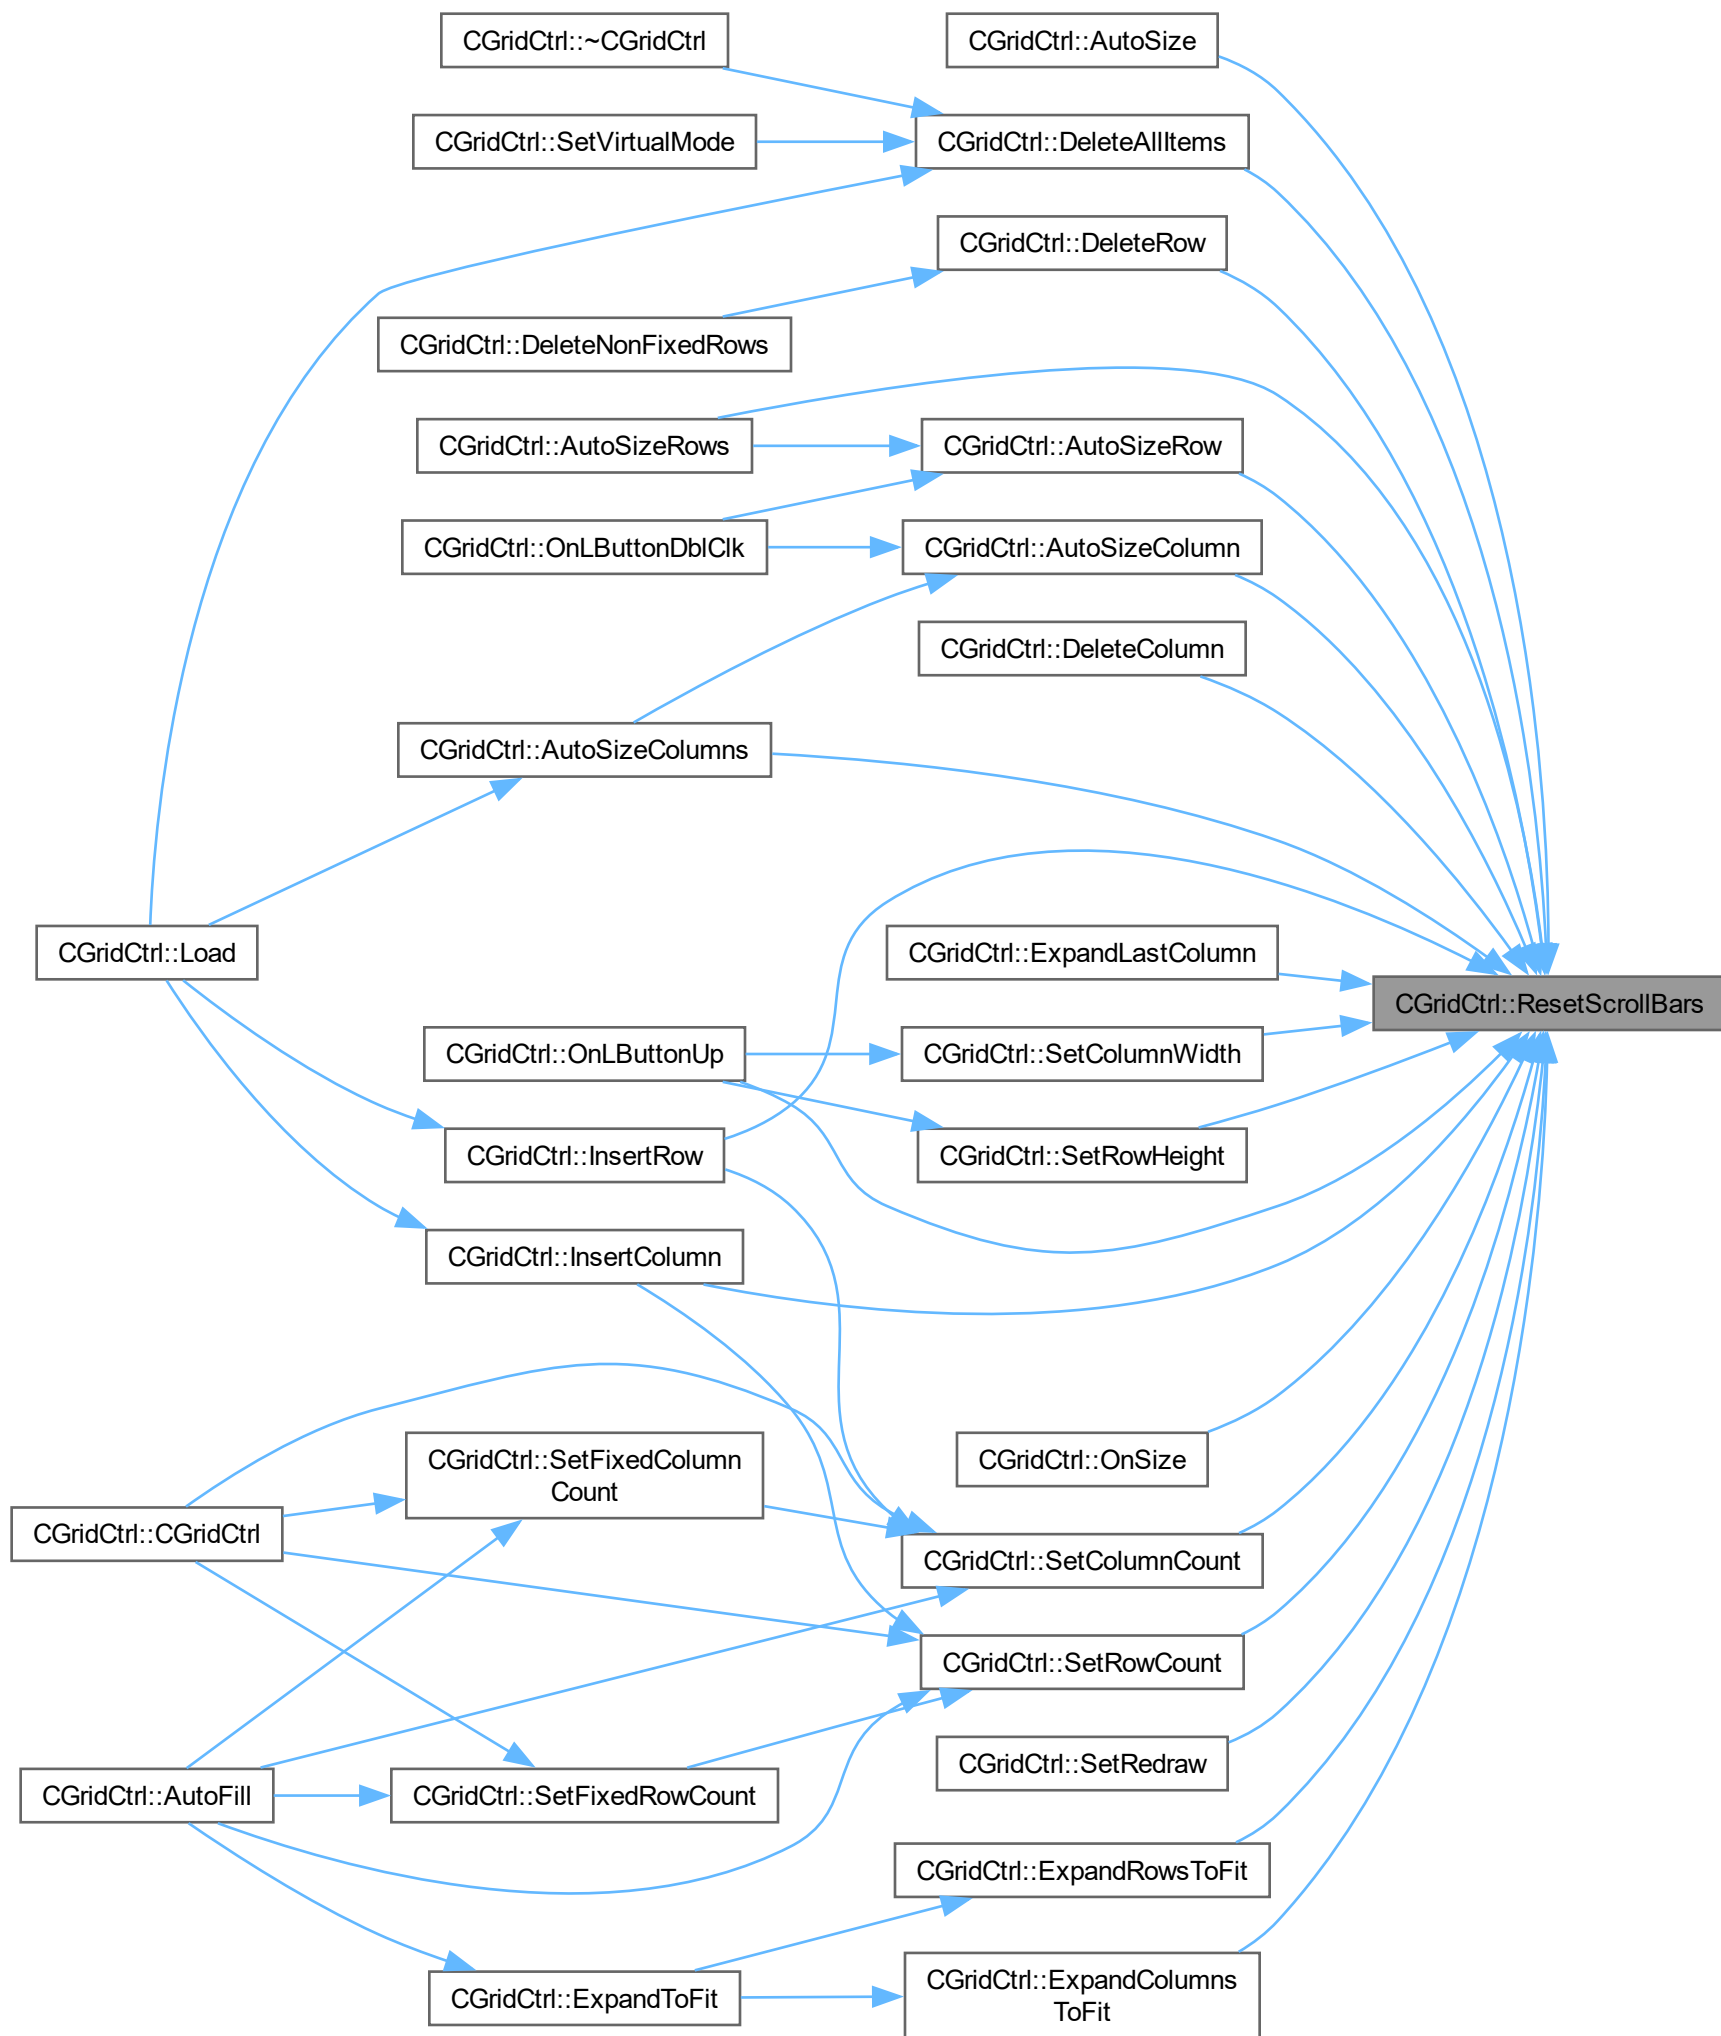 CGridCtrl::~CGridCtrl
CGridCtrl::AutoSize
CGridCtrl::SetVirtualMode
CGridCtrl::DeleteAllItems
CGridCtrl::DeleteRow
CGridCtrl::DeleteNonFixedRows
CGridCtrl::AutoSizeRows
CGridCtrl::AutoSizeRow
CGridCtrl::OnLButtonDblClk
CGridCtrl::AutoSizeColumn
CGridCtrl::DeleteColumn
CGridCtrl::AutoSizeColumns
CGridCtrl::Load
CGridCtrl::ExpandLastColumn
CGridCtrl::ResetScrollBars
CGridCtrl::OnLButtonUp
CGridCtrl::SetColumnWidth
CGridCtrl::InsertRow
CGridCtrl::SetRowHeight
CGridCtrl::InsertColumn
CGridCtrl::SetFixedColumn
Count
CGridCtrl::OnSize
CGridCtrl::CGridCtrl
CGridCtrl::SetColumnCount
CGridCtrl::SetRowCount
CGridCtrl::SetRedraw
CGridCtrl::AutoFill
CGridCtrl::SetFixedRowCount
CGridCtrl::ExpandRowsToFit
CGridCtrl::ExpandToFit
CGridCtrl::ExpandColumns
ToFit